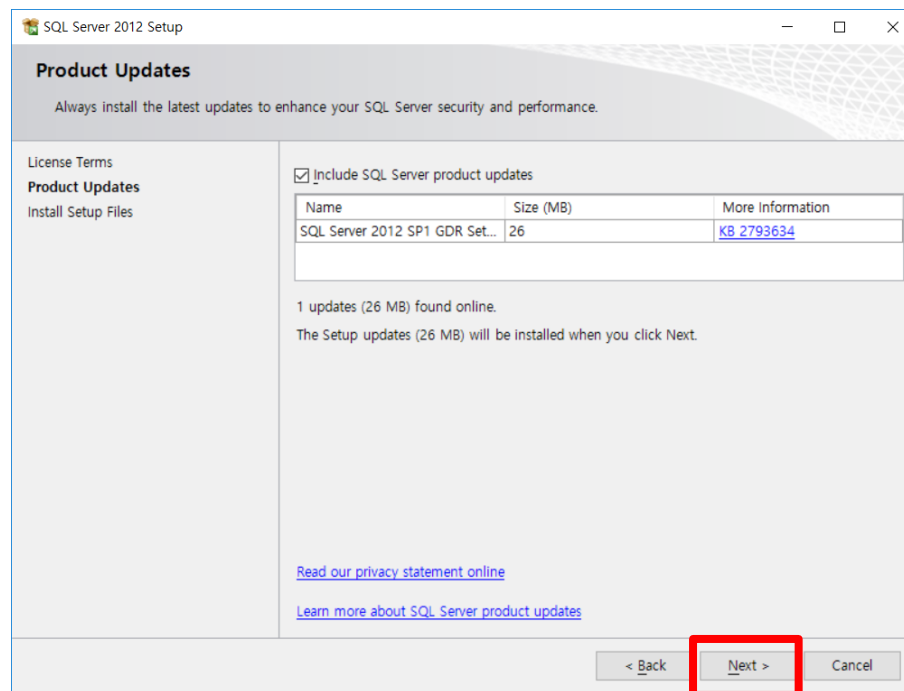 SQL Server 2012 Setup
Product Updates
Always install the latest updates to enhance your SQL Server security and performance.
License Terms
Product Updates
Install Setup Files
Include SQL Server product updates
Name Size (MB) More Information
SQL Server 2012 SP1 GDR Set... 26 KB 2793634
1 updates (26 MB) found online.
The Setup updates (26 MB) will be installed when you click Next.
Read our privacy statement online
Learn more about SQL Server product updates
< Back Next > Cancel